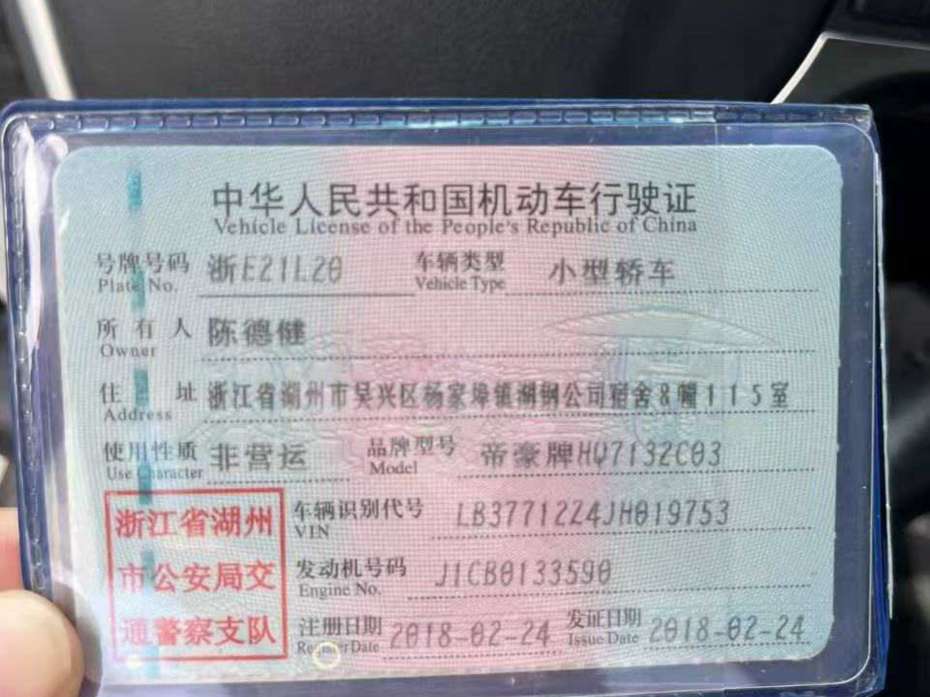 中华人民共和国机动车行驶证
Vehicle License of the People's Republic of China
号牌号码 浙E21L20 车辆类型 小型轿车
Plate No. Vehicle Type
所有人 陈德健
Owner
住址 浙江省湖州市吴兴区杨家埠镇湖钢公司宿舍8幢115室
Address
使用性质 非营运 品牌型号 帝豪牌HQ7132C03
Use Character Model
车辆识别代号 LB37712Z4JH019753
VIN
发动机号码 J1CB0133590
Engine No.
注册日期 2018-02-24 发证日期 2018-02-24
Register Date Issue Date
浙江省湖州
市公安局交
通警察支队